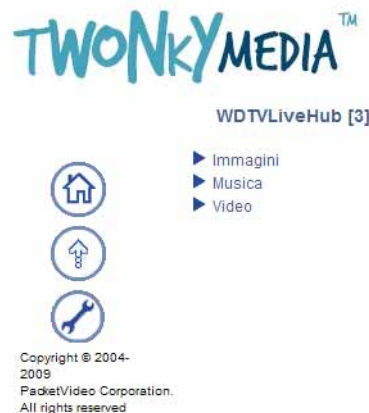 TWONKYMEDIA™
WDTVLiveHub [3]
Immagini
Musica
Video
Copyright © 2004-
2009
PacketVideo Corporation.
All rights reserved